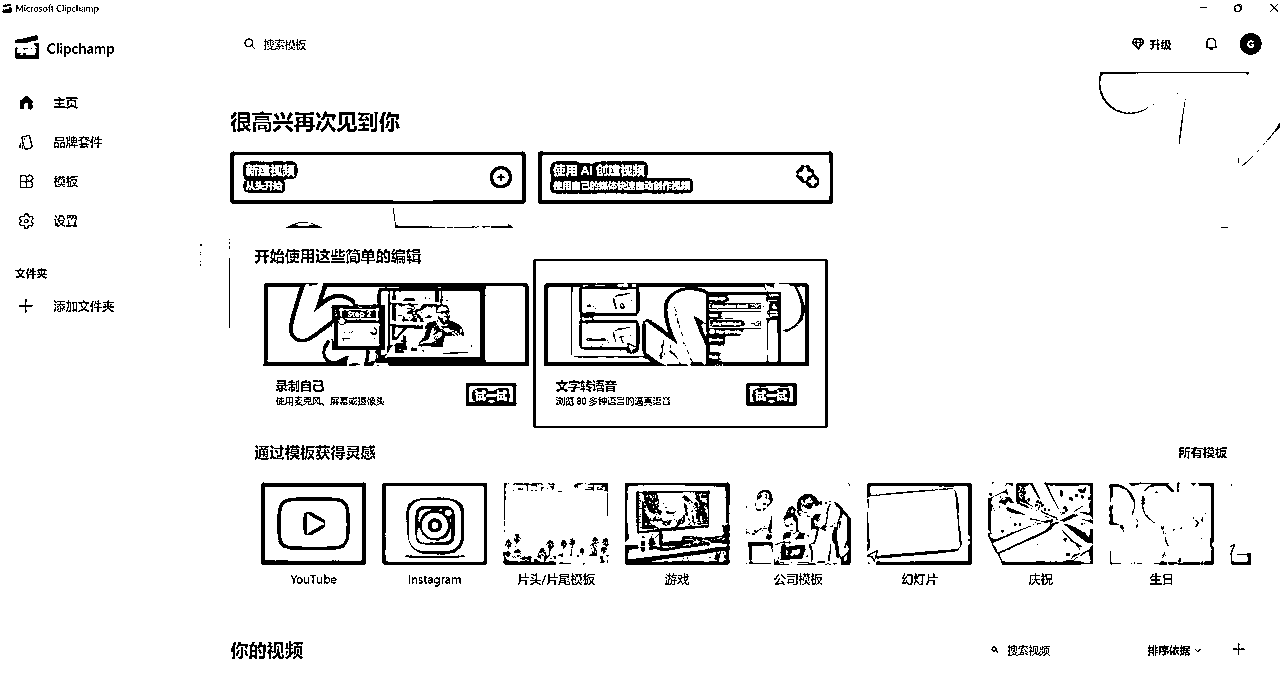 Microsoft Clipchamp
Clipchamp
搜索模板
升级
G
主页
品牌套件
模板
设置
文件夹
添加文件夹
很高兴再次见到你
新建视频
从头开始
使用 AI 创建视频
使用自己的媒体快速自动创作视频
开始使用这些简单的编辑
Step 2
录制自己
使用麦克风、屏幕或摄像头
试一试
文字转语音
浏览 80 多种语言的逼真语音
试一试
通过模板获得灵感
所有模板
YouTube
Instagram
片头/片尾模板
游戏
公司模板
幻灯片
庆祝
生日
你的视频
搜索视频
排序依据